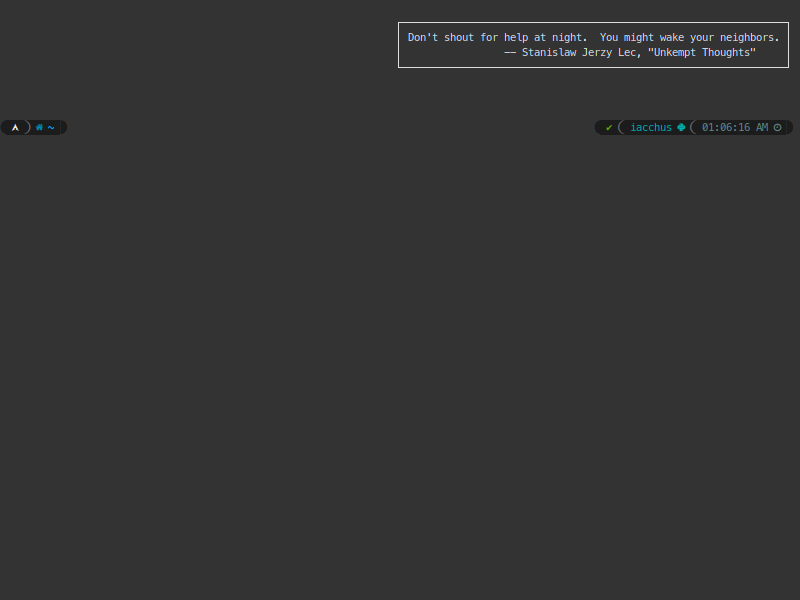 Don't shout for help at night.  You might wake your neighbors.
-- Stanislaw Jerzy Lec, "Unkempt Thoughts"
~
✔ iacchus 01:06:16 AM